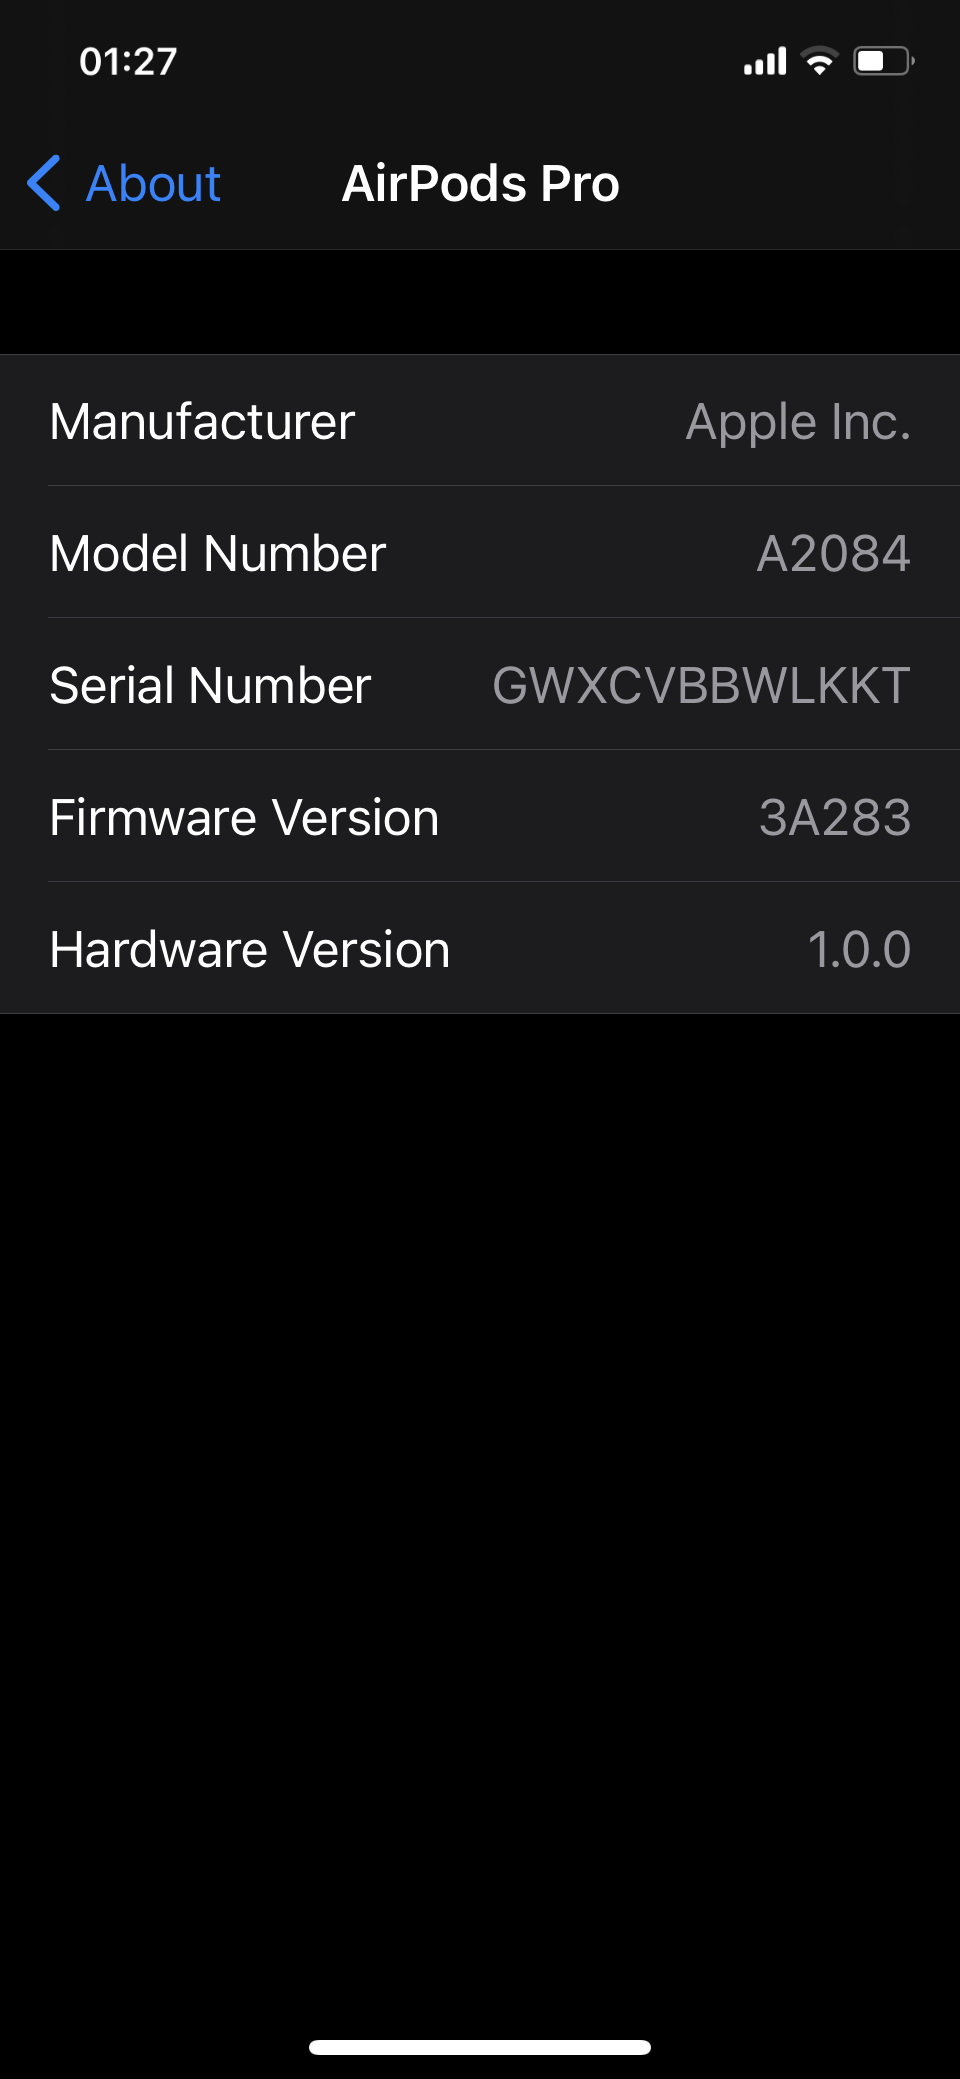 01:27
About
AirPods Pro
Manufacturer Apple Inc.
Model Number A2084
Serial Number GWXCVBBWLKKT
Firmware Version 3A283
Hardware Version 1.0.0